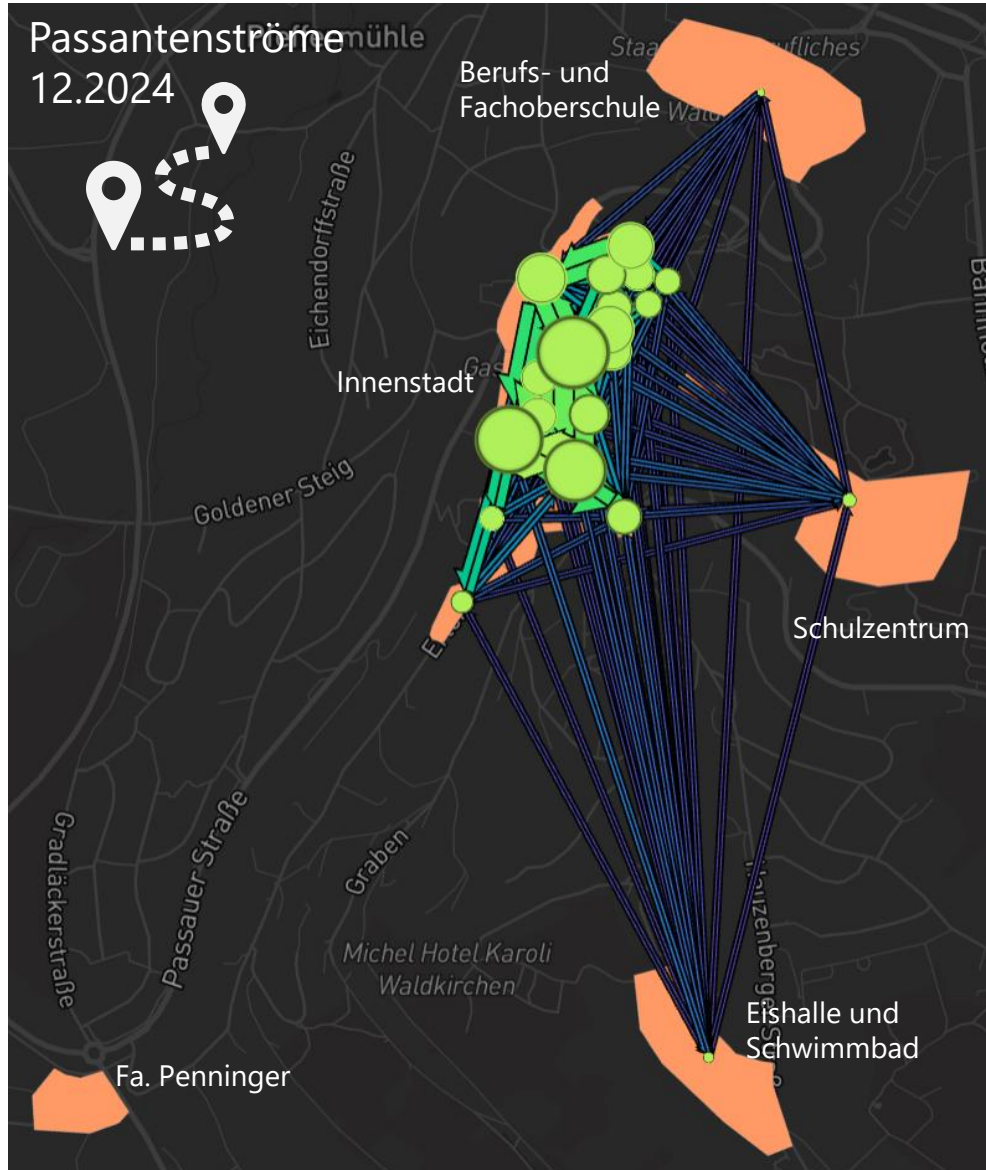 Passantenströme
12.2024
Berufs- und
Fachoberschule
Eichendorffstraße
Innenstadt
Goldener Steig
Schulzentrum
Gradläckerstraße
Passauer Straße
Graben
Michel Hotel Karoli
Waldkirchen
Eishalle und
Schwimmbad
Fa. Penninger